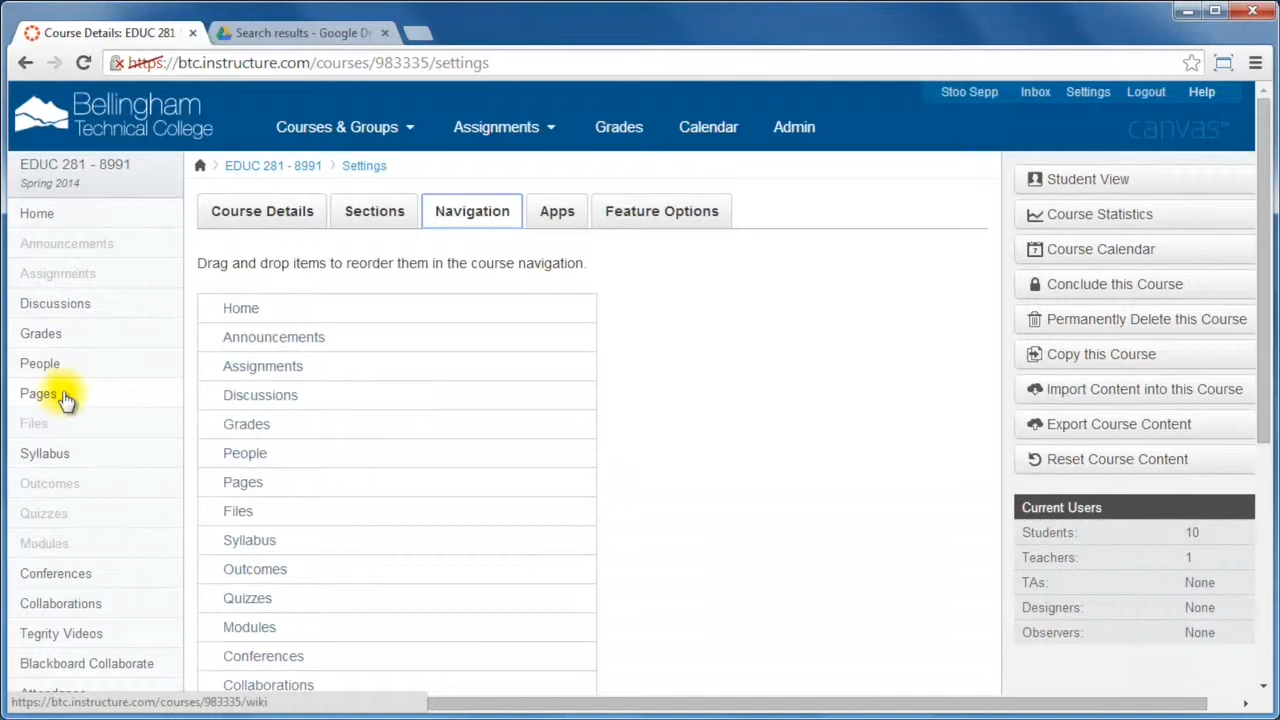 Course Details: EDUC 281
Search results - Google Dr
https://btc.instructure.com/courses/983335/settings
Stoo Sepp Inbox Settings Logout Help
Bellingham
Technical College
Courses & Groups Assignments Grades Calendar Admin
canvas™
EDUC 281 - 8991
Spring 2014
Home
Announcements
Assignments
Discussions
Grades
People
Pages
Files
Syllabus
Outcomes
Quizzes
Modules
Conferences
Collaborations
Tegrity Videos
Blackboard Collaborate
Attendance
EDUC 281 - 8991 Settings
Course Details Sections Navigation Apps Feature Options
Drag and drop items to reorder them in the course navigation.
Home
Announcements
Assignments
Discussions
Grades
People
Pages
Files
Syllabus
Outcomes
Quizzes
Modules
Conferences
Collaborations
Student View
Course Statistics
Course Calendar
Conclude this Course
Permanently Delete this Course
Copy this Course
Import Content into this Course
Export Course Content
Reset Course Content
Current Users
Students: 10
Teachers: 1
TAs: None
Designers: None
Observers: None
https://btc.instructure.com/courses/983335/wiki